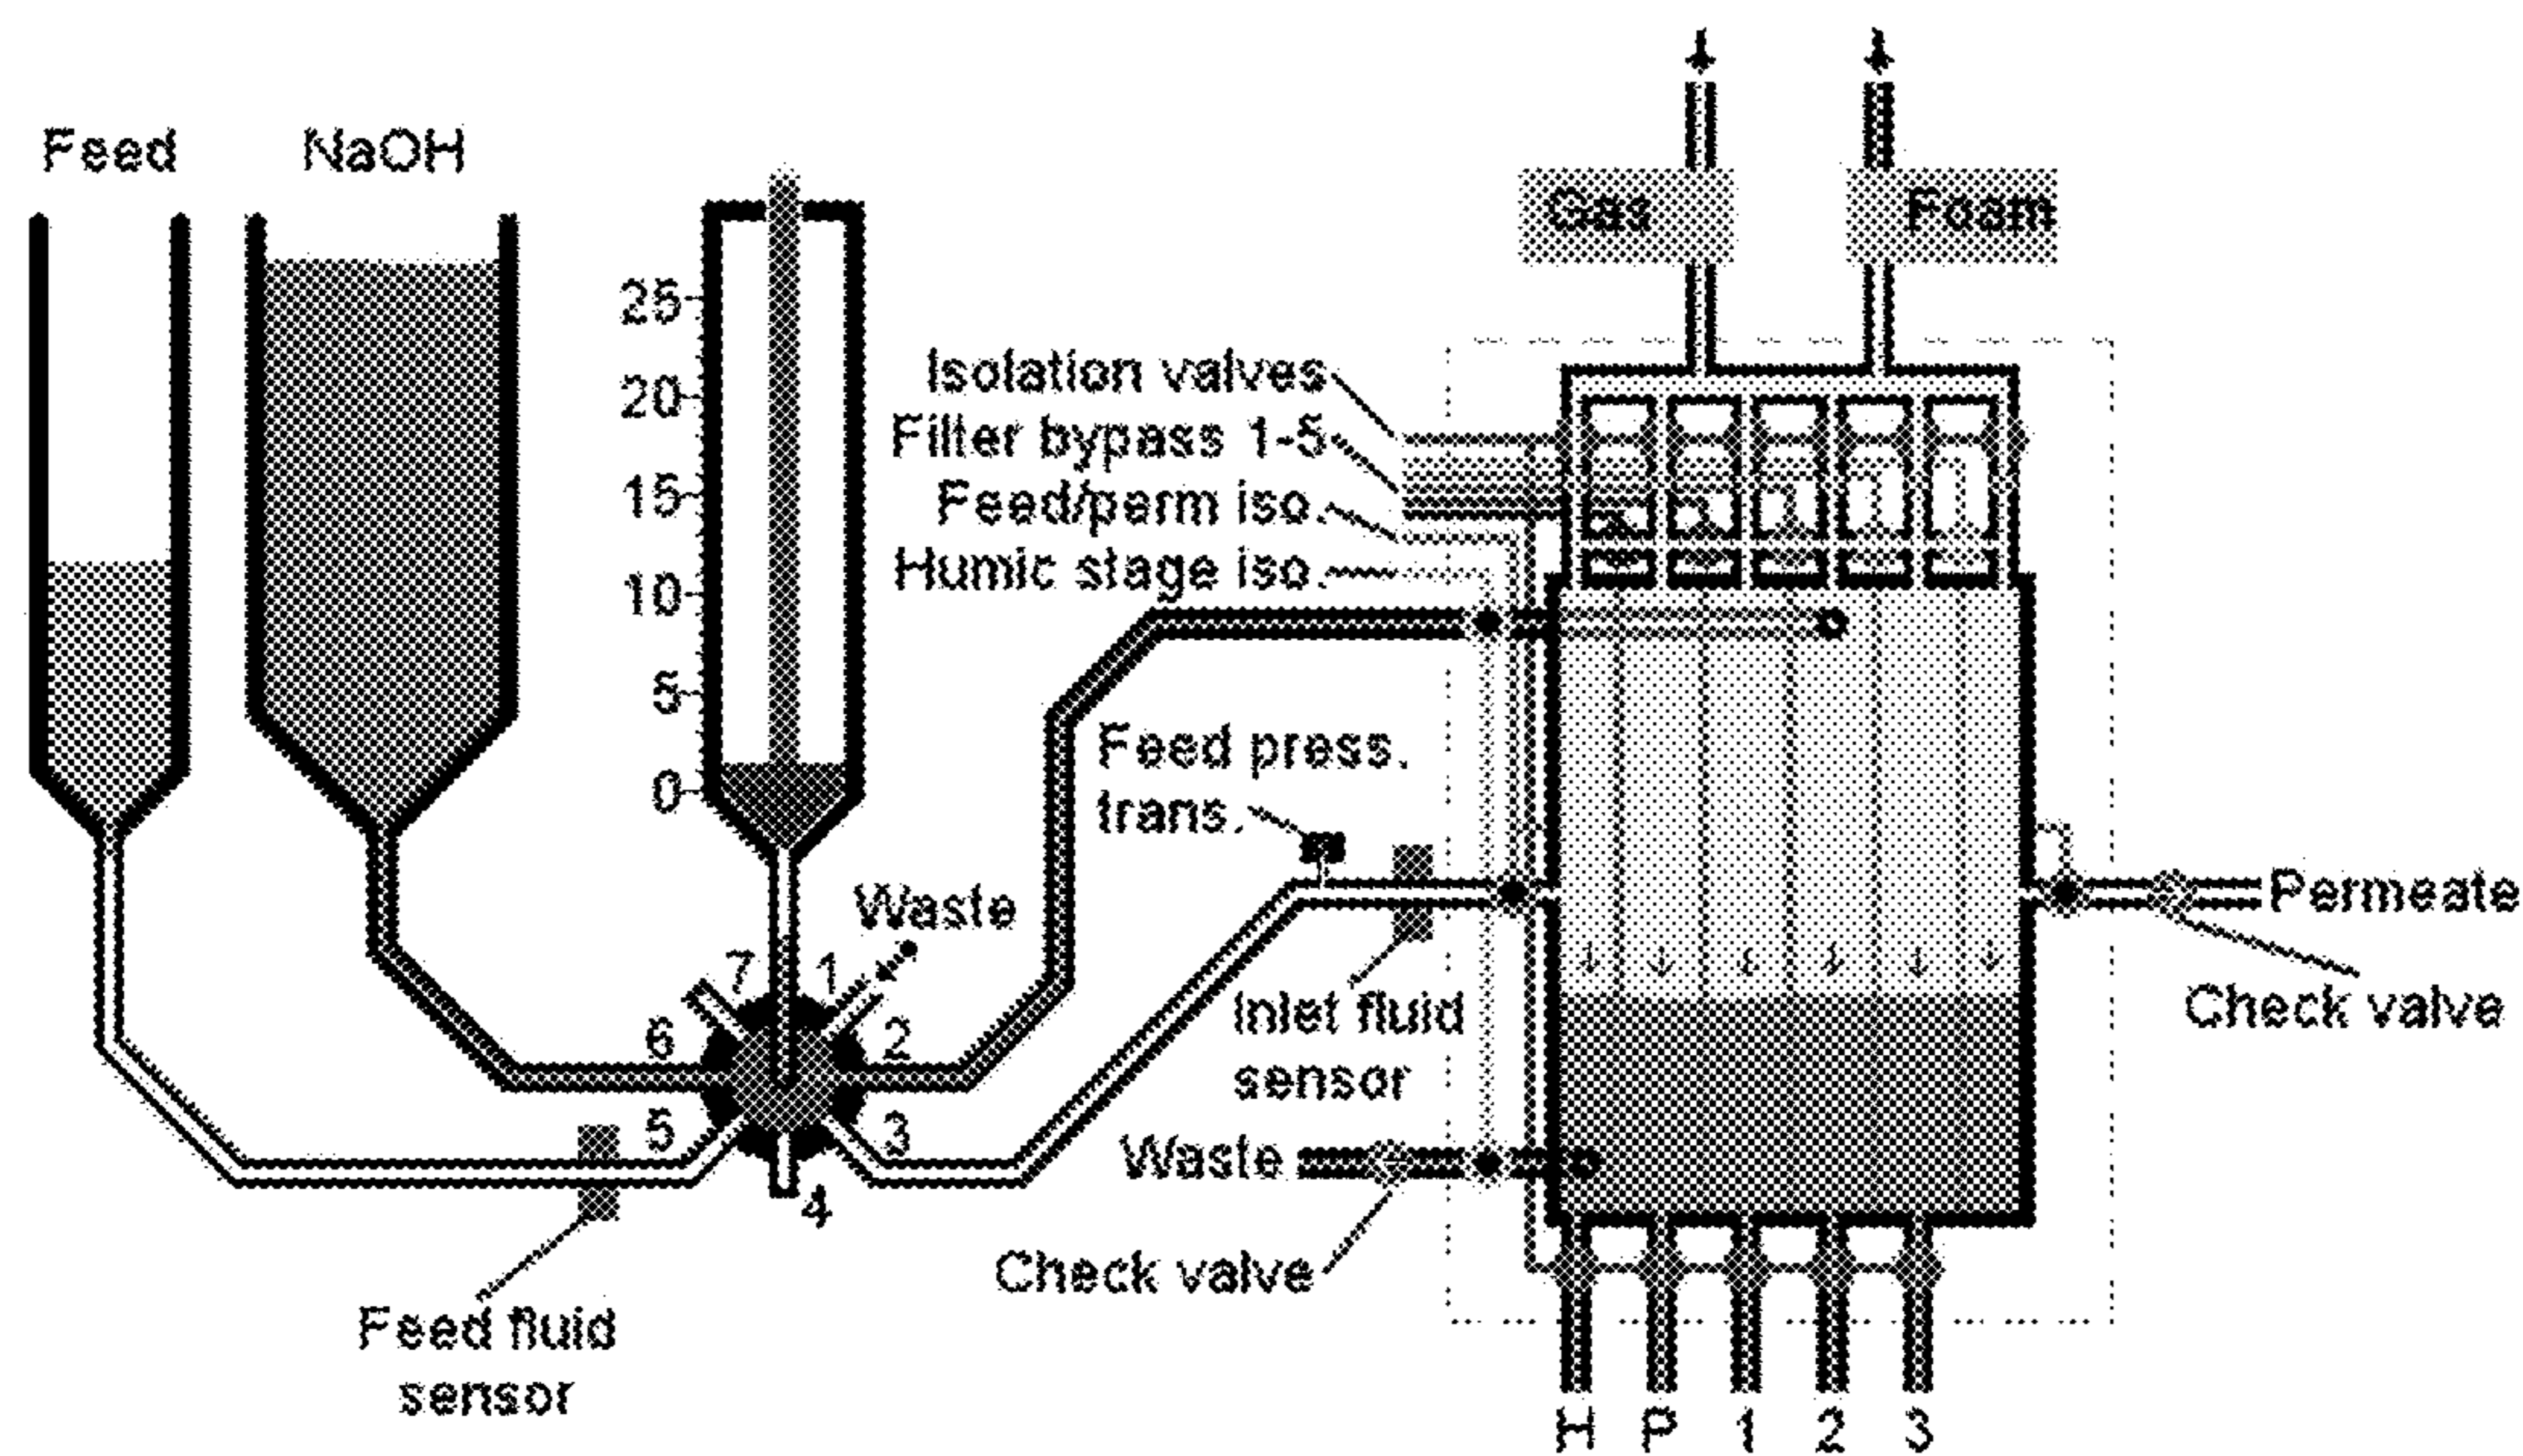 Feed
NaOH
Gas
Foam
25
20
15
10
5
0
Isolation valves
Filter bypass 1-5
Feed/perm iso.
Humic stage iso.
Feed press.
trans.
Waste
7
1
6
2
5
3
4
Inlet fluid
sensor
Permeate
Check valve
Waste
Check valve
Feed fluid
sensor
H P 1 2 3